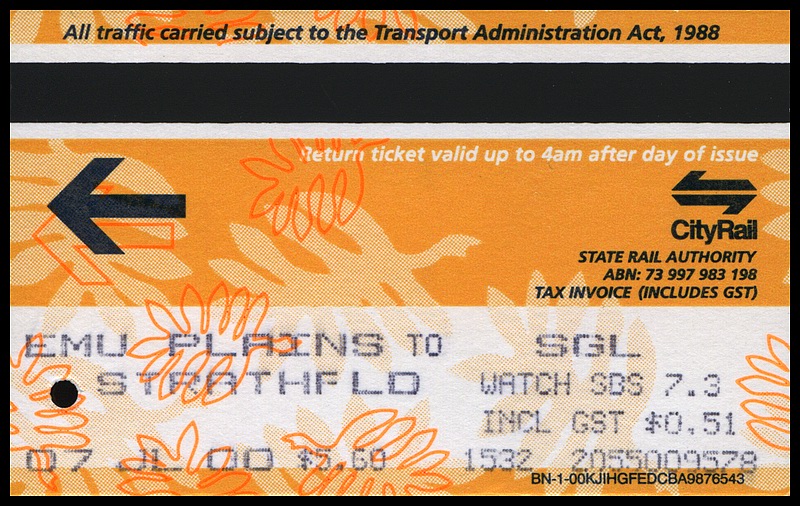 All traffic carried subject to the Transport Administration Act, 1988
Return ticket valid up to 4am after day of issue
CityRail
STATE RAIL AUTHORITY
ABN: 73 997 983 198
TAX INVOICE (INCLUDES GST)
EMU PLAINS TO SGL
STRATHFLD WATCH SBS 7.3
INCL GST $0.51
07 JL 00 $5.60 1532 2055009578
BN-1-00KJIHGFEDCBA9876543